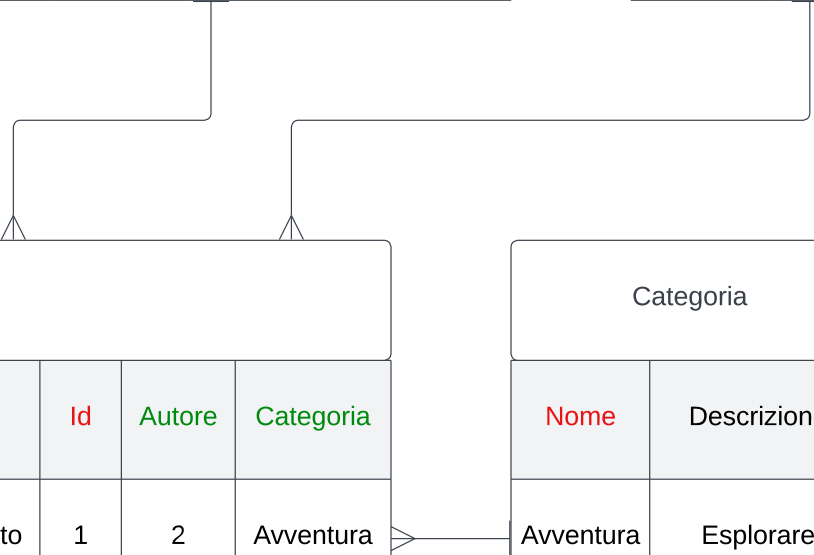 Categoria
Id Autore Categoria Nome Descrizion
to 1 2 Avventura Avventura Esplorare